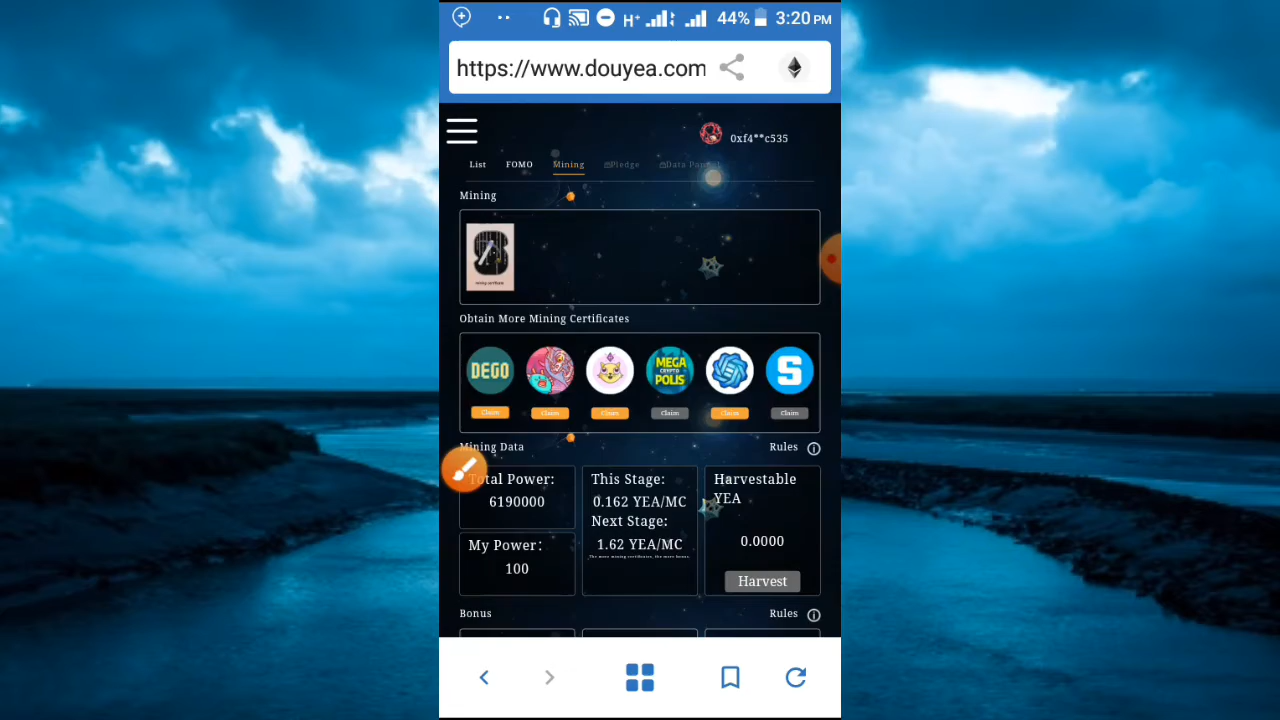 H+ 44% 3:20 PM
https://www.douyea.com
0xf4**c535
List FOMO Mining Pledge
Mining
mining certificate
Obtain More Mining Certificates
DEGO MEGA CRYPTO POLIS S
Claim Claim Claim Claim Claim Claim
Mining Data Rules
Total Power:
6190000
My Power:
100
This Stage:
0.162 YEA/MC
Next Stage:
1.62 YEA/MC
The more mining certificates, the more bonus
Harvestable
YEA
0.0000
Harvest
Bonus Rules